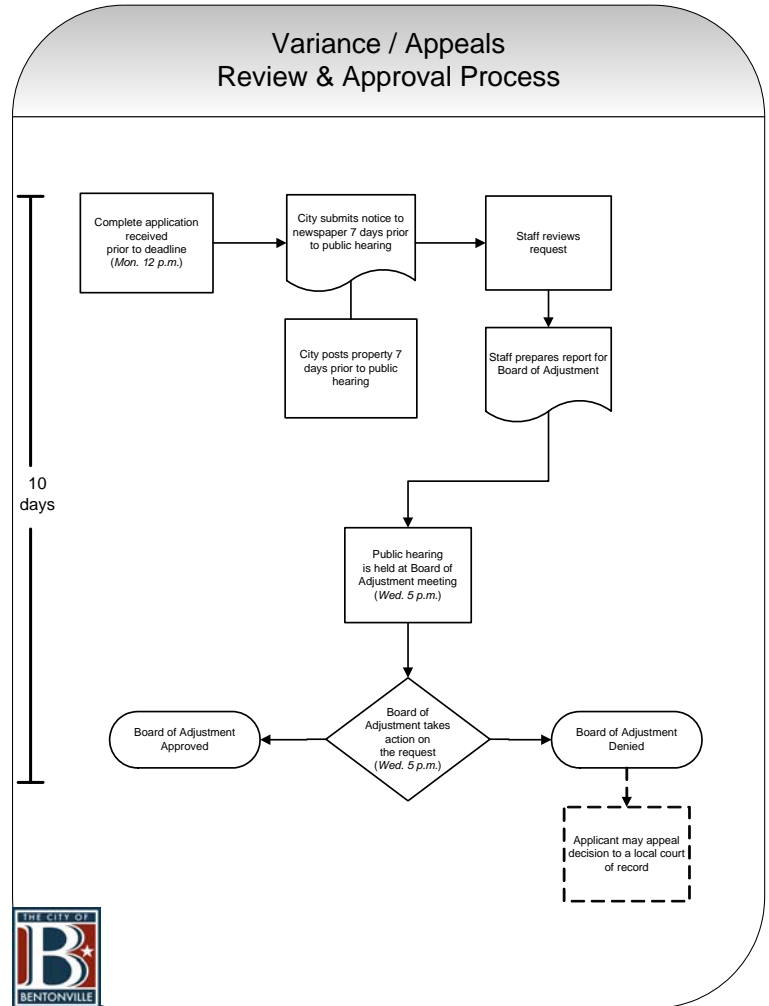 Variance / Appeals
Review & Approval Process
Complete application
received
prior to deadline
(Mon. 12 p.m.)
City submits notice to
newspaper 7 days prior
to public hearing
Staff reviews
request
City posts property 7
days prior to public
hearing
Staff prepares report for
Board of Adjustment
10
days
Public hearing
is held at Board of
Adjustment meeting
(Wed. 5 p.m.)
Board of
Adjustment takes
action on
the request
(Wed. 5 p.m.)
Board of Adjustment
Approved
Board of Adjustment
Denied
Applicant may appeal
decision to a local court
of record
THE CITY OF
B
BENTONVILLE